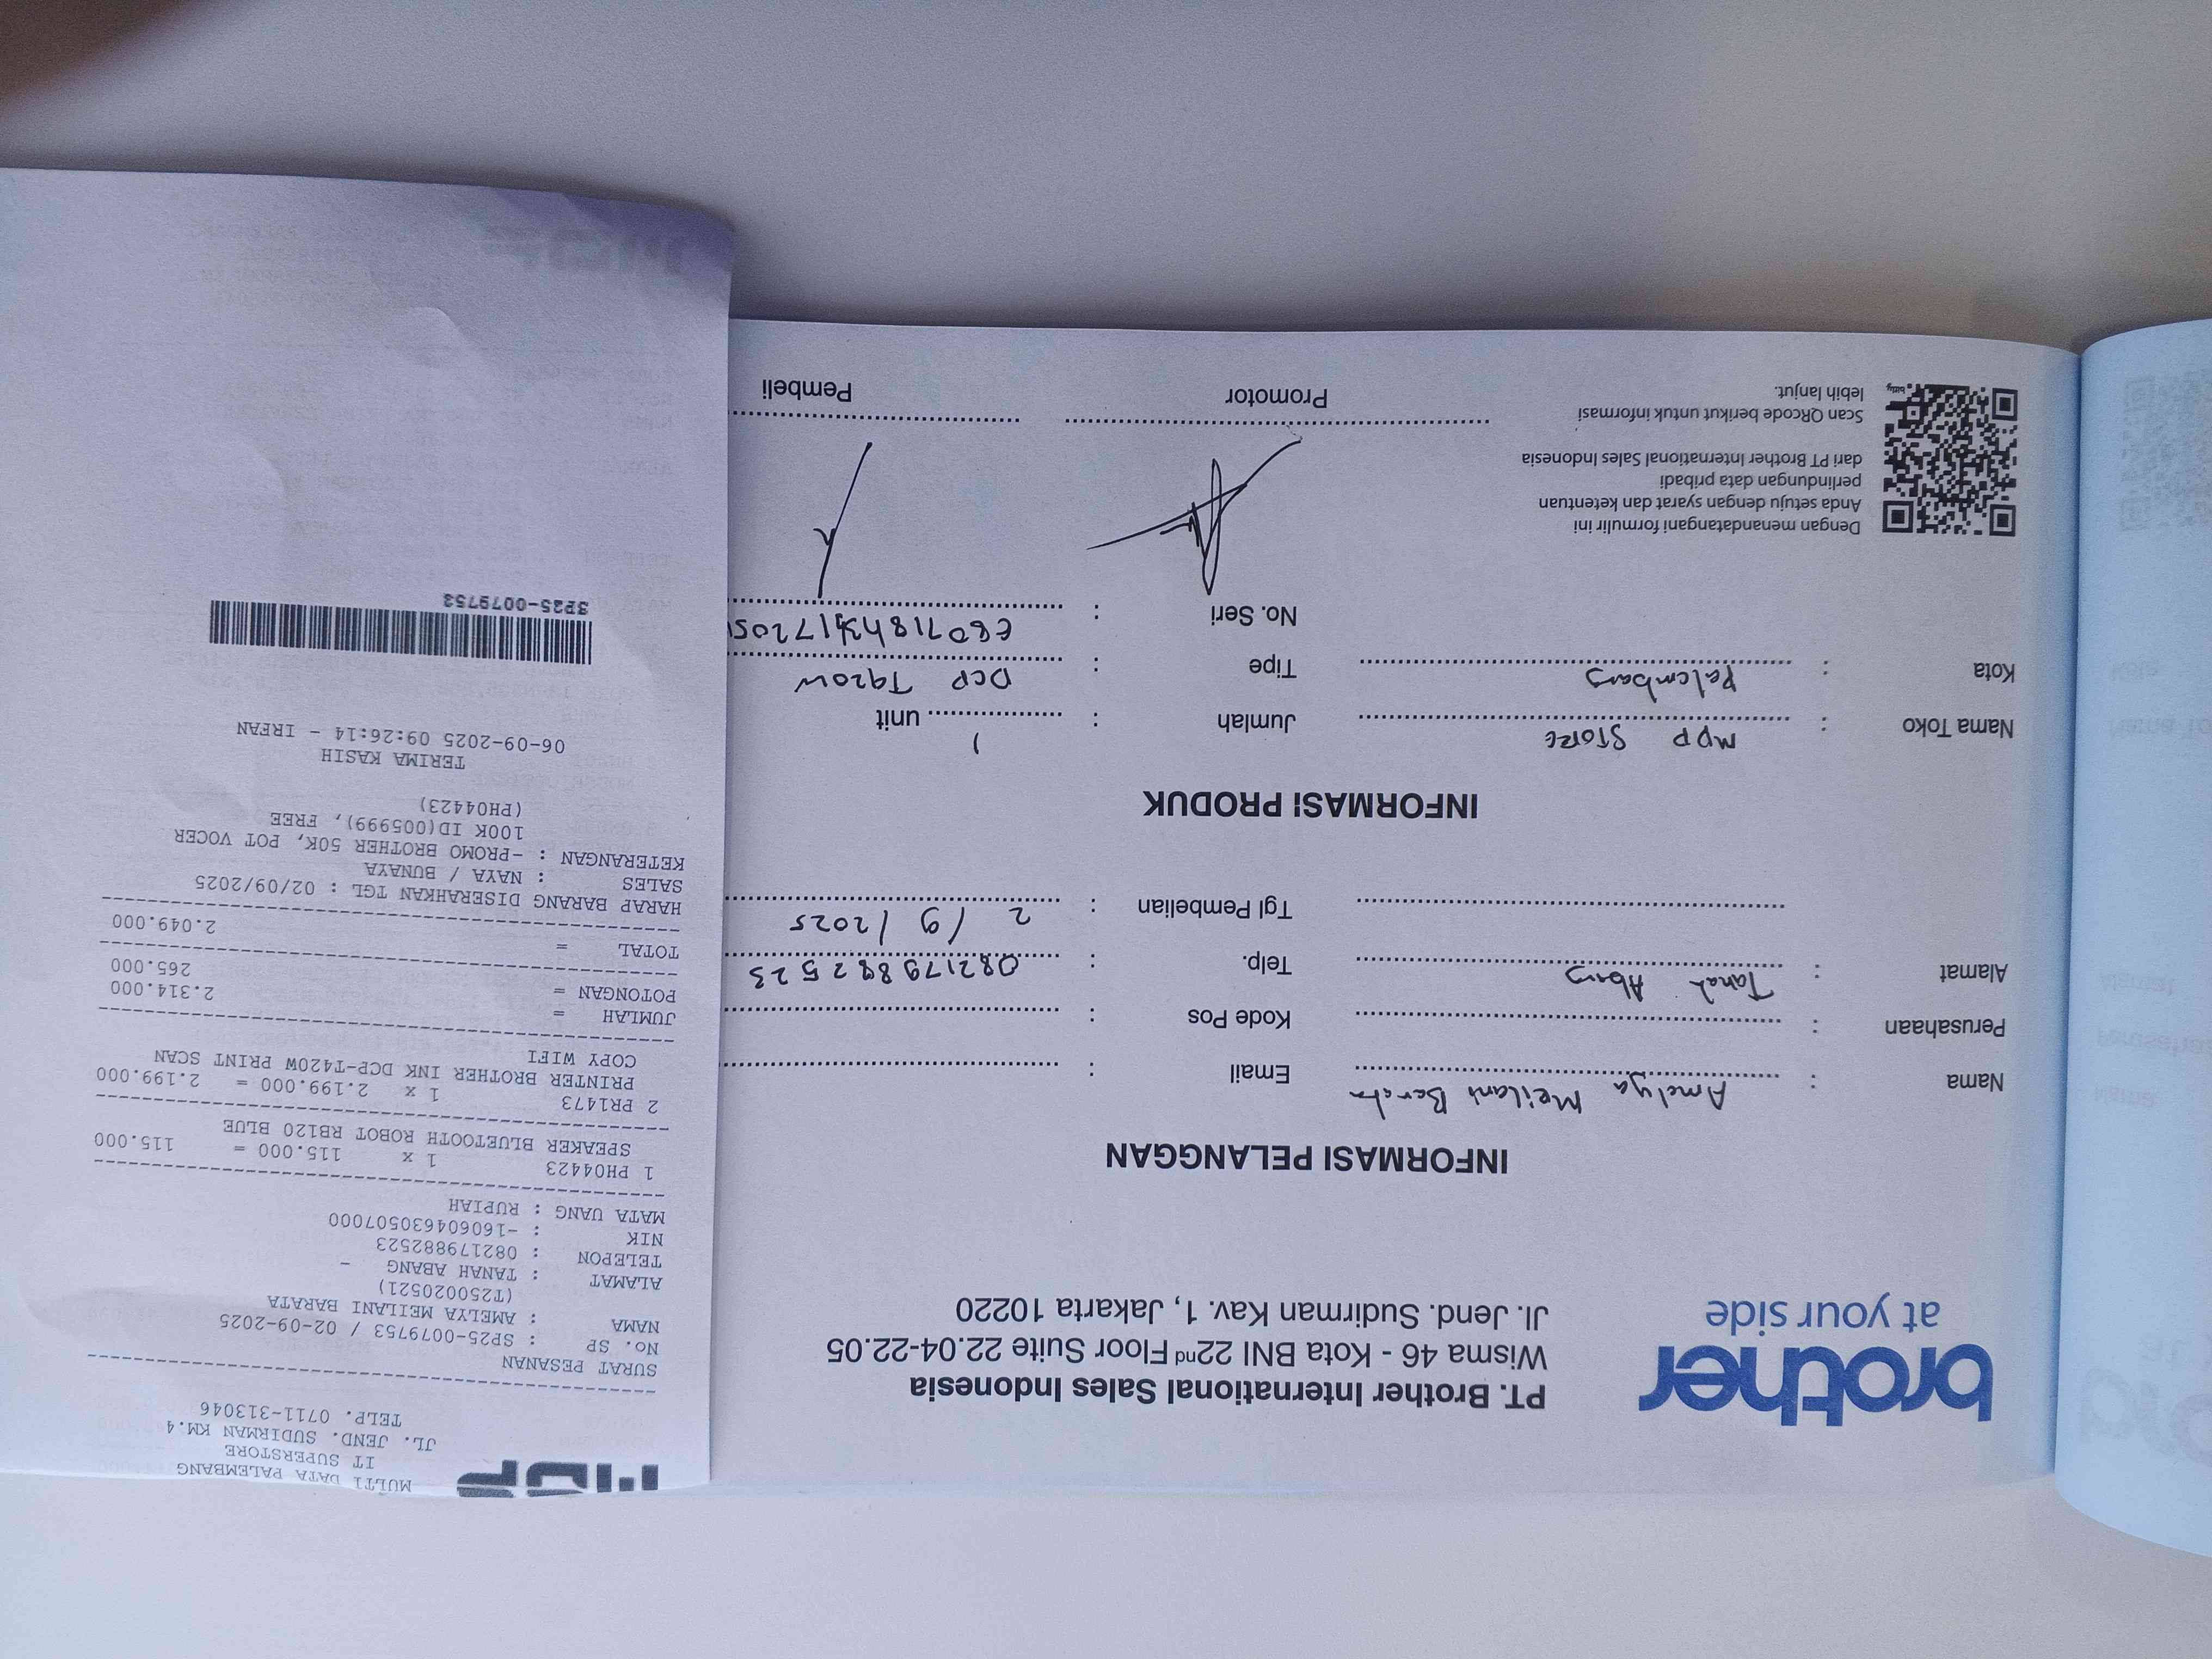 brother
at your side
PT. Brother International Sales Indonesia
Wisma 46 - Kota BNI 22nd Floor Suite 22.04-22.05
Jl. Jend. Sudirman Kav. 1, Jakarta 10220
INFORMASI PELANGGAN
Nama : Amelya Meilani Barata
Email :
Perusahaan :
Kode Pos :
Alamat : Tanah Abang
Telp. : 082179882523
Tgl Pembelian : 2 / 9 / 2025
INFORMASI PRODUK
Nama Toko : MDP STORE
Jumlah : 1 unit
Kota : Palembang
Tipe : DCP T920W
No. Seri :
Dengan menandatangani formulir ini
Anda setuju dengan syarat dan ketentuan
perlindungan data pribadi
dari PT Brother International Sales Indonesia
Scan QRcode berikut untuk informasi
lebih lanjut.
Promotor
Pembeli
MDP
MULTI DATA PALEMBANG
IT SUPERSTORE
JL. JEND. SUDIRMAN KM.4
TELP. 0711-313046
SURAT PESANAN
NO. SP : SP25-0079753 / 02-09-2025
NAMA : AMELYA MEILANI BARATA
(T250020521)
ALAMAT : TANAH ABANG -
TELEPON : 082179882523
NIK : -160604630507000
MATA UANG : RUPIAH
1 PH04423 1 x 115.000 = 115.000
SPEAKER BLUETOOTH ROBOT RB120 BLUE
2 PR1473 1 x 2.199.000 = 2.199.000
PRINTER BROTHER INK DCP-T420W PRINT SCAN
COPY WIFI
JUMLAH = 2.314.000
POTONGAN = 265.000
TOTAL = 2.049.000
HARAP BARANG DISERAHKAN TGL : 02/09/2025
SALES : NAYA / BUNAYA
KETERANGAN : -PROMO BROTHER 50K, POT VOCER
100K ID(005999), FREE
(PH04423)
TERIMA KASIH
06-09-2025 09:26:14 - IRFAN
SP25-0079753